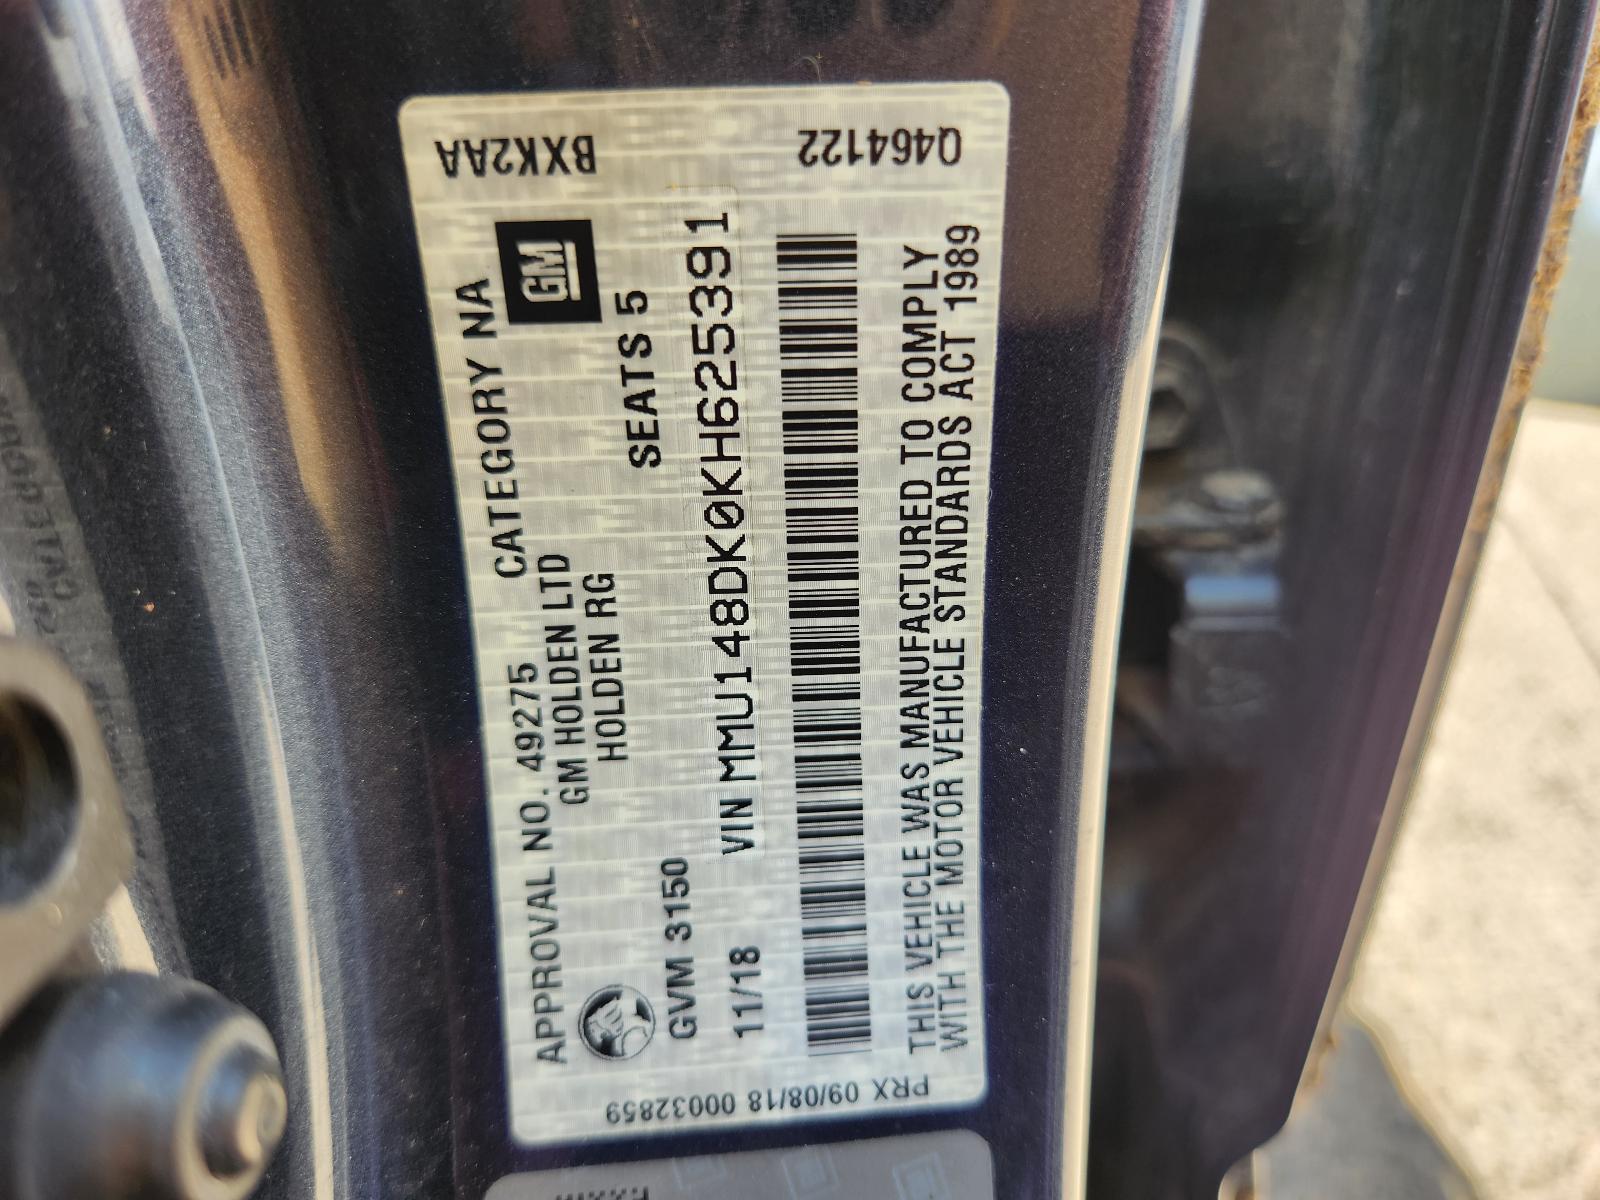 APPROVAL NO. 49275 CATEGORY NA
GM HOLDEN LTD
HOLDEN RG
GM
GVM 3150 SEATS 5
11/18 VIN MMU148DK0KH625391
THIS VEHICLE WAS MANUFACTURED TO COMPLY
WITH THE MOTOR VEHICLE STANDARDS ACT 1989
BXK2AA Q464122
PRX 09/08/18 00032859